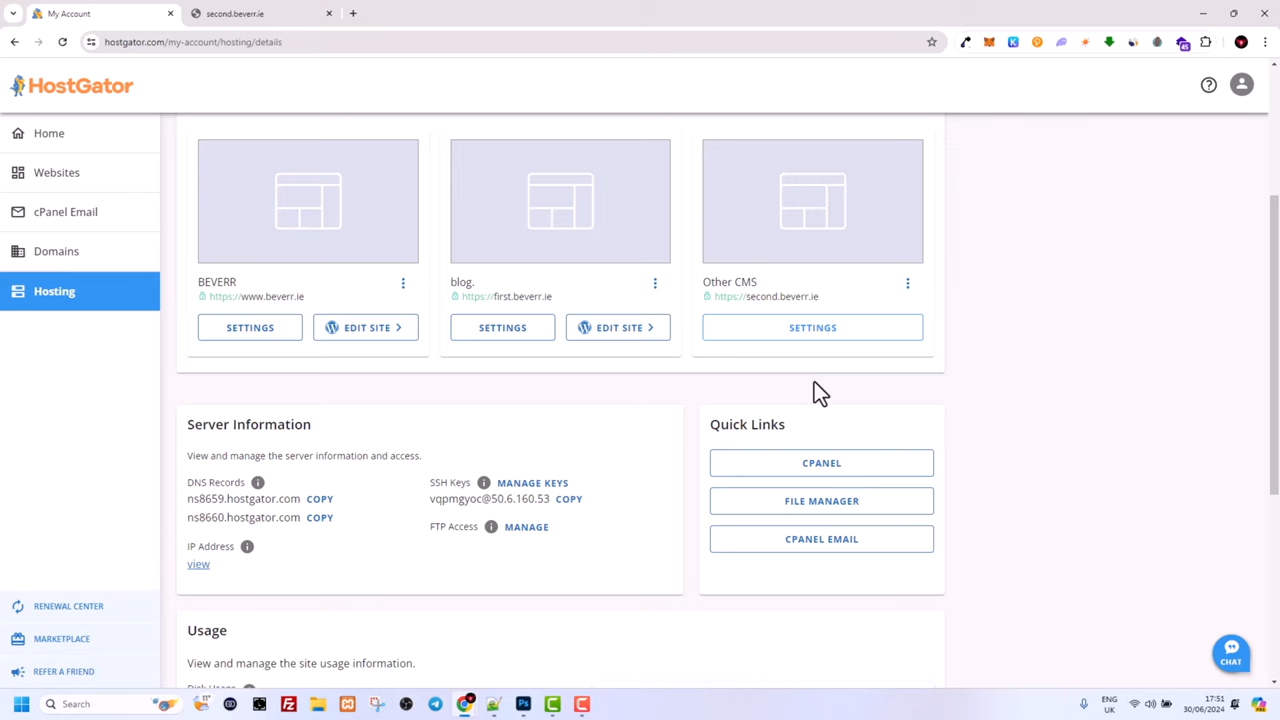 My Account
second.beverr.ie
hostgator.com/my-account/hosting/details
45
HostGator
Home
Websites
cPanel Email
Domains
Hosting
RENEWAL CENTER
MARKETPLACE
REFER A FRIEND
BEVERR
https://www.beverr.ie
SETTINGS
EDIT SITE
blog.
https://first.beverr.ie
SETTINGS
EDIT SITE
Other CMS
https://second.beverr.ie
SETTINGS
Server Information
View and manage the server information and access.
DNS Records
ns8659.hostgator.com COPY
ns8660.hostgator.com COPY
IP Address
view
SSH Keys MANAGE KEYS
vqpmgyoc@50.6.160.53 COPY
FTP Access MANAGE
Quick Links
CPANEL
FILE MANAGER
CPANEL EMAIL
Usage
View and manage the site usage information.
Disk Usage
CHAT
Search
11°
ENG
UK
17:51
30/06/2024